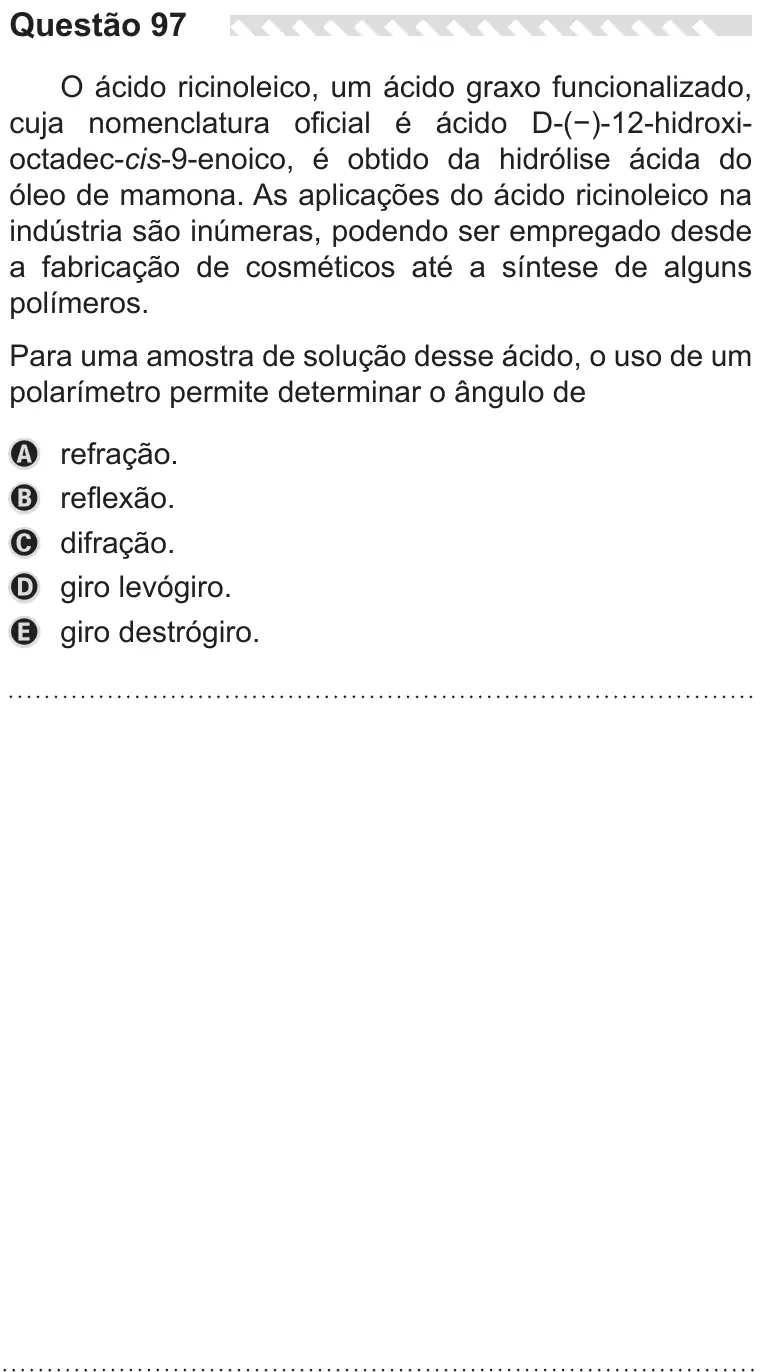 Questão 97
O ácido ricinoleico, um ácido graxo funcionalizado,
cuja nomenclatura oficial é ácido D-(−)-12-hidroxi-
octadec-cis-9-enoico, é obtido da hidrólise ácida do
óleo de mamona. As aplicações do ácido ricinoleico na
indústria são inúmeras, podendo ser empregado desde
a fabricação de cosméticos até a síntese de alguns
polímeros.
Para uma amostra de solução desse ácido, o uso de um
polarímetro permite determinar o ângulo de
A refração.
B reflexão.
C difração.
D giro levógiro.
E giro destrógiro.